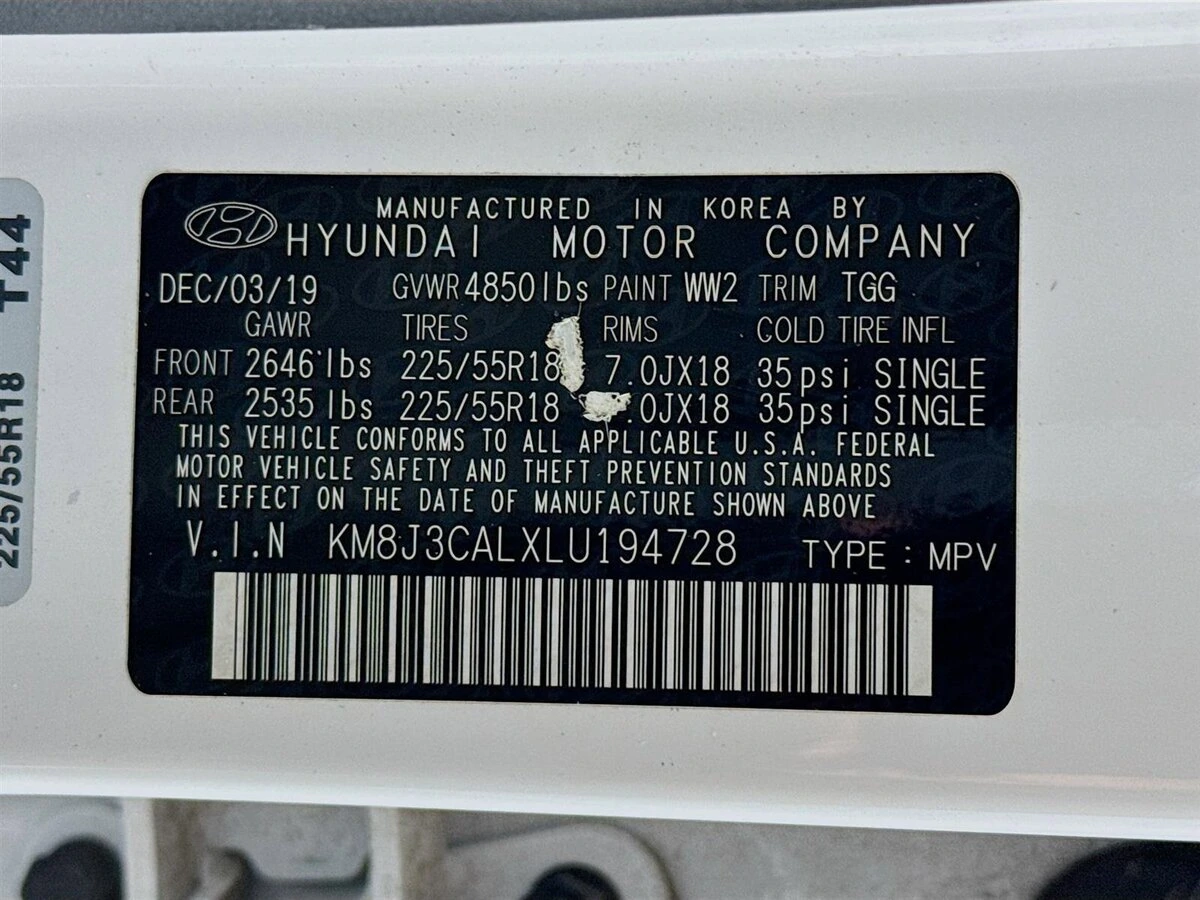 MANUFACTURED IN KOREA BY
HYUNDAI MOTOR COMPANY
DEC/03/19 GVWR 4850 lbs PAINT WW2 TRIM TGG
GAWR TIRES RIMS COLD TIRE INFL
FRONT 2646 lbs 225/55R18 7.0JX18 35psi SINGLE
REAR 2535 lbs 225/55R18 .0JX18 35psi SINGLE
THIS VEHICLE CONFORMS TO ALL APPLICABLE U.S.A. FEDERAL
MOTOR VEHICLE SAFETY AND THEFT PREVENTION STANDARDS
IN EFFECT ON THE DATE OF MANUFACTURE SHOWN ABOVE
V.I.N KM8J3CALXLU194728 TYPE : MPV
225/55R18 T44